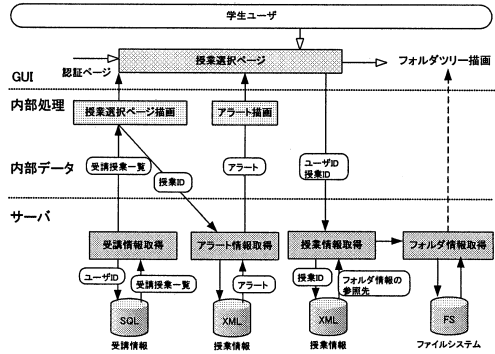 学生ユーザ
授業選択ページ
フォルダツリー描画
認証ページ
GUI
内部処理
授業選択ページ描画
アラート描画
内部データ
受講授業一覧
アラート
ユーザID
授業ID
授業ID
サーバ
受講情報取得
アラート情報取得
授業情報取得
フォルダ情報取得
ユーザID
受講授業一覧
アラート
授業ID
フォルダ情報の
参照先
SQL
XML
XML
FS
受講情報
授業情報
授業情報
ファイルシステム